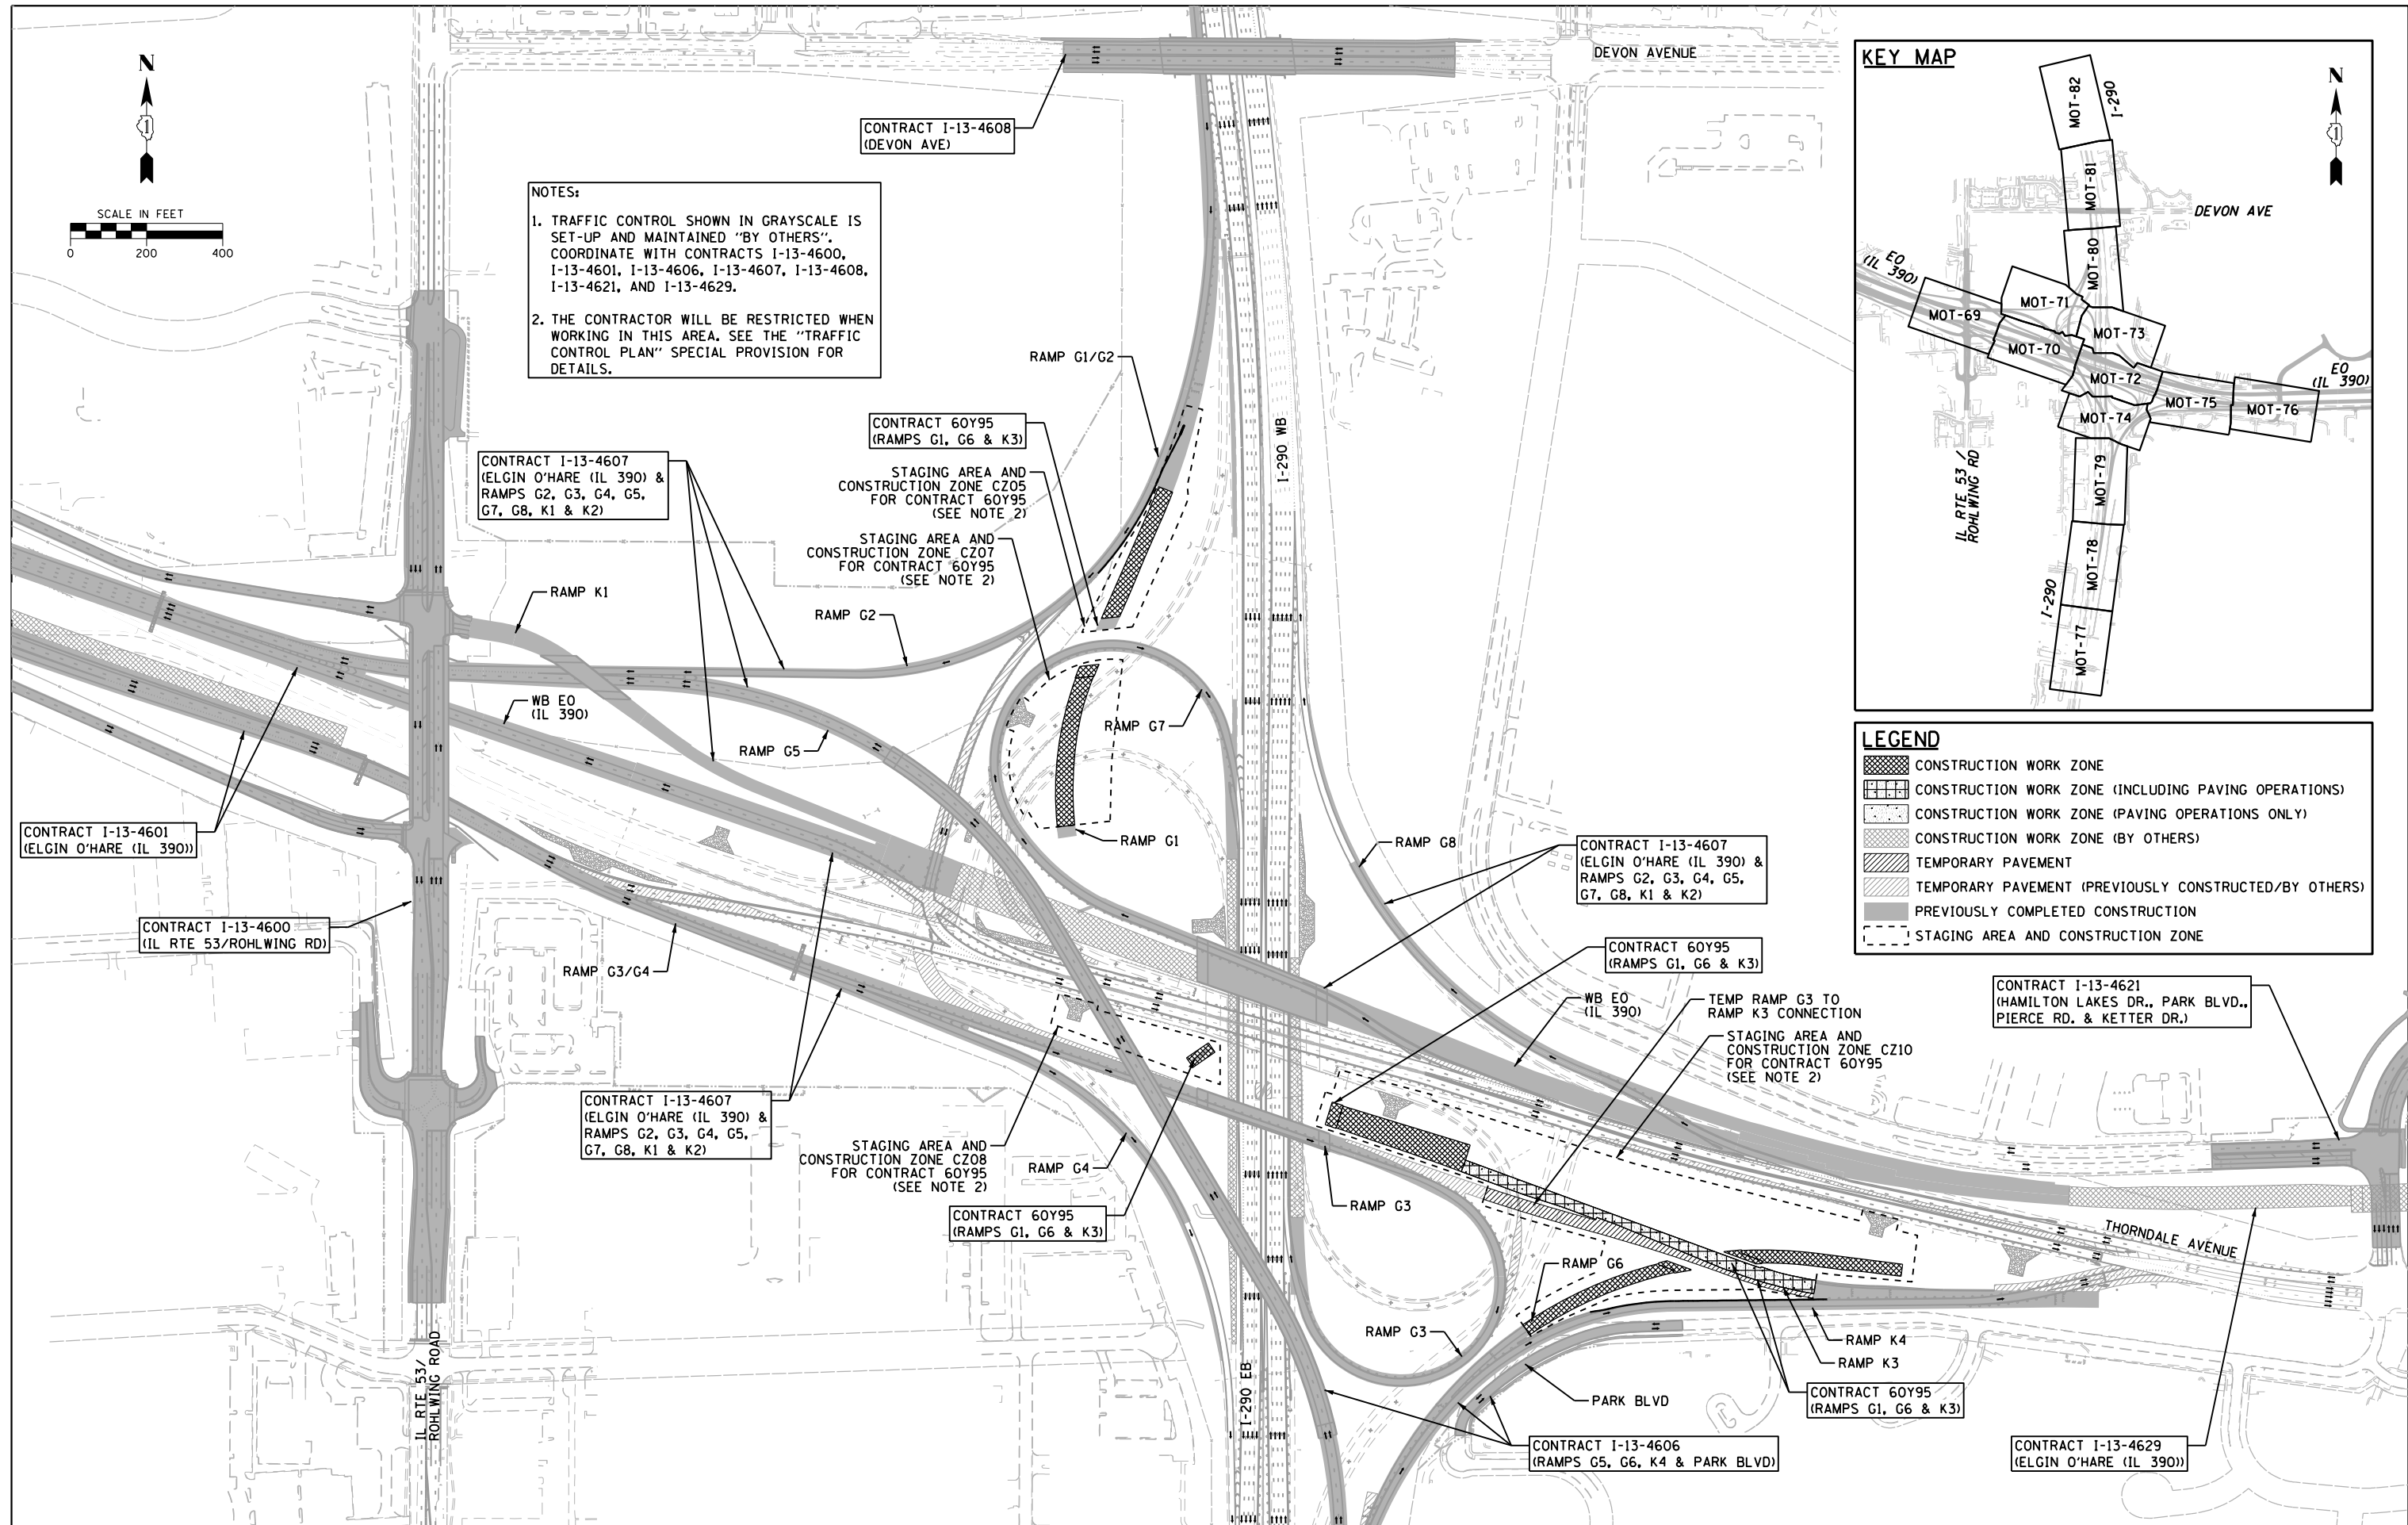 N
1
SCALE IN FEET
0 200 400
NOTES:
1. TRAFFIC CONTROL SHOWN IN GRAYSCALE IS
SET-UP AND MAINTAINED "BY OTHERS".
COORDINATE WITH CONTRACTS I-13-4600,
I-13-4601, I-13-4606, I-13-4607, I-13-4608,
I-13-4621, AND I-13-4629.
2. THE CONTRACTOR WILL BE RESTRICTED WHEN
WORKING IN THIS AREA. SEE THE "TRAFFIC
CONTROL PLAN" SPECIAL PROVISION FOR
DETAILS.
CONTRACT I-13-4608
(DEVON AVE)
DEVON AVENUE
RAMP G1/G2
CONTRACT 60Y95
(RAMPS G1, G6 & K3)
I-290 WB
CONTRACT I-13-4607
(ELGIN O'HARE (IL 390) &
RAMPS G2, G3, G4, G5,
G7, G8, K1 & K2)
STAGING AREA AND
CONSTRUCTION ZONE CZ05
FOR CONTRACT 60Y95
(SEE NOTE 2)
STAGING AREA AND
CONSTRUCTION ZONE CZ07
FOR CONTRACT 60Y95
(SEE NOTE 2)
RAMP K1
RAMP G2
WB EO
(IL 390)
RAMP G5
RAMP G7
RAMP G1
RAMP G8
CONTRACT I-13-4601
(ELGIN O'HARE (IL 390))
CONTRACT I-13-4607
(ELGIN O'HARE (IL 390) &
RAMPS G2, G3, G4, G5,
G7, G8, K1 & K2)
CONTRACT I-13-4600
(IL RTE 53/ROHLWING RD)
RAMP G3/G4
CONTRACT 60Y95
(RAMPS G1, G6 & K3)
WB EO
(IL 390)
TEMP RAMP G3 TO
RAMP K3 CONNECTION
STAGING AREA AND
CONSTRUCTION ZONE CZ10
FOR CONTRACT 60Y95
(SEE NOTE 2)
CONTRACT I-13-4621
(HAMILTON LAKES DR., PARK BLVD.,
PIERCE RD. & KETTER DR.)
CONTRACT I-13-4607
(ELGIN O'HARE (IL 390) &
RAMPS G2, G3, G4, G5,
G7, G8, K1 & K2)
STAGING AREA AND
CONSTRUCTION ZONE CZ08
FOR CONTRACT 60Y95
(SEE NOTE 2)
RAMP G4
RAMP G3
CONTRACT 60Y95
(RAMPS G1, G6 & K3)
THORNDALE AVENUE
RAMP G6
RAMP G3
RAMP K4
RAMP K3
PARK BLVD
CONTRACT 60Y95
(RAMPS G1, G6 & K3)
IL RTE 53/
ROHLWING ROAD
I-290 EB
CONTRACT I-13-4606
(RAMPS G5, G6, K4 & PARK BLVD)
CONTRACT I-13-4629
(ELGIN O'HARE (IL 390))
KEY MAP
N
1
MOT-82
I-290
MOT-81
DEVON AVE
MOT-80
EO
(IL 390)
MOT-71
MOT-69
MOT-73
MOT-70
MOT-72
EO
(IL 390)
MOT-75
MOT-76
MOT-74
MOT-79
IL RTE 53 /
ROHLWING RD
MOT-78
I-290
MOT-77
LEGEND
CONSTRUCTION WORK ZONE
CONSTRUCTION WORK ZONE (INCLUDING PAVING OPERATIONS)
CONSTRUCTION WORK ZONE (PAVING OPERATIONS ONLY)
CONSTRUCTION WORK ZONE (BY OTHERS)
TEMPORARY PAVEMENT
TEMPORARY PAVEMENT (PREVIOUSLY CONSTRUCTED/BY OTHERS)
PREVIOUSLY COMPLETED CONSTRUCTION
STAGING AREA AND CONSTRUCTION ZONE